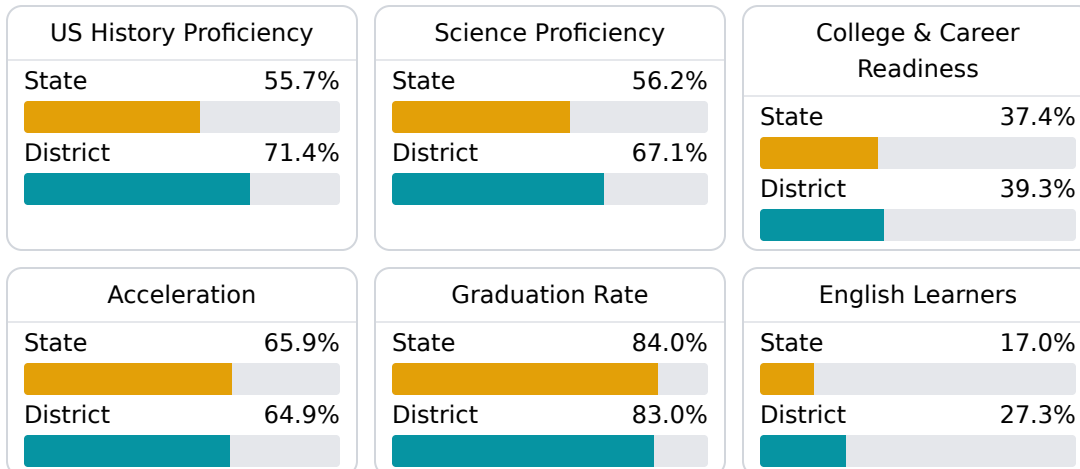 US History Proficiency
State 55.7%
District 71.4%
Science Proficiency
State 56.2%
District 67.1%
College & Career
Readiness
State 37.4%
District 39.3%
Acceleration
State 65.9%
District 64.9%
Graduation Rate
State 84.0%
District 83.0%
English Learners
State 17.0%
District 27.3%